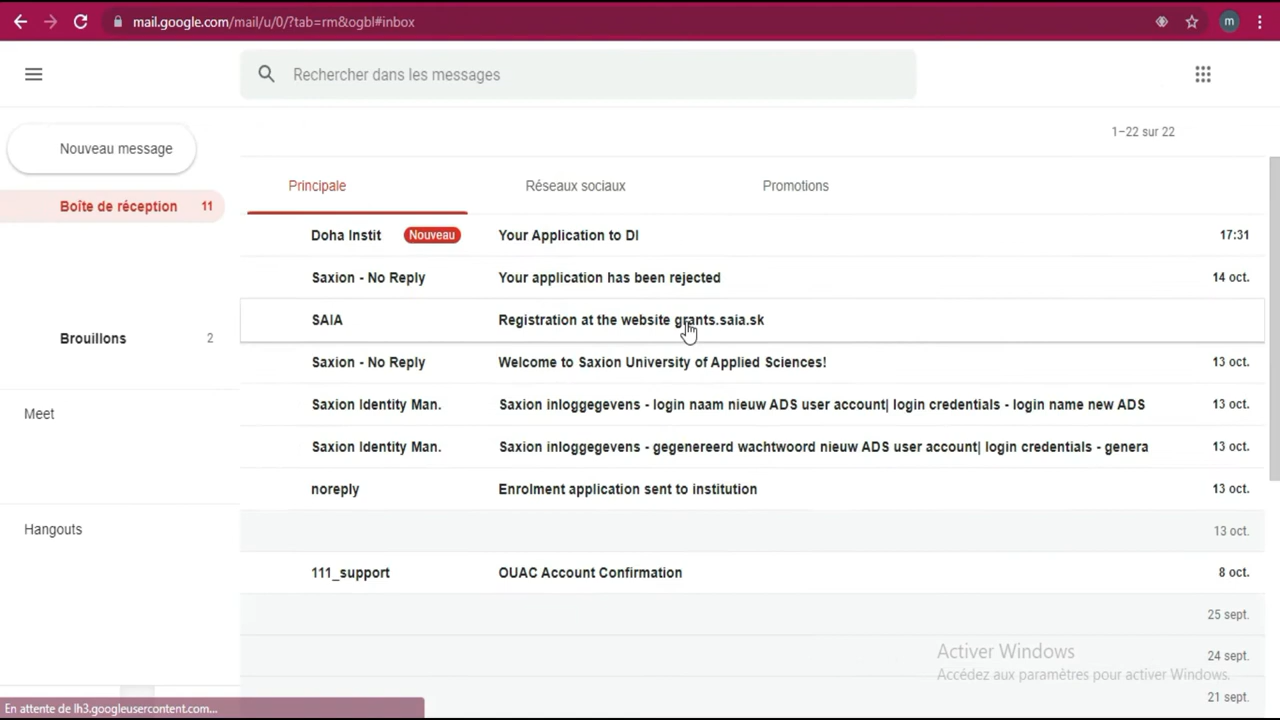 mail.google.com/mail/u/0/?tab=rm&ogbl#inbox
m
Rechercher dans les messages
1–22 sur 22
Nouveau message
Principale Réseaux sociaux Promotions
Boîte de réception 11
Doha Instit Nouveau Your Application to DI 17:31
Saxion - No Reply Your application has been rejected 14 oct.
SAIA Registration at the website grants.saia.sk
Brouillons 2
Saxion - No Reply Welcome to Saxion University of Applied Sciences! 13 oct.
Saxion Identity Man. Saxion inloggegevens - login naam nieuw ADS user account| login credentials - login name new ADS 13 oct.
Meet
Saxion Identity Man. Saxion inloggegevens - gegenereerd wachtwoord nieuw ADS user account| login credentials - genera 13 oct.
noreply Enrolment application sent to institution 13 oct.
Hangouts
13 oct.
111_support OUAC Account Confirmation 8 oct.
25 sept.
Activer Windows
24 sept.
Accédez aux paramètres pour activer Windows.
21 sept.
En attente de lh3.googleusercontent.com...